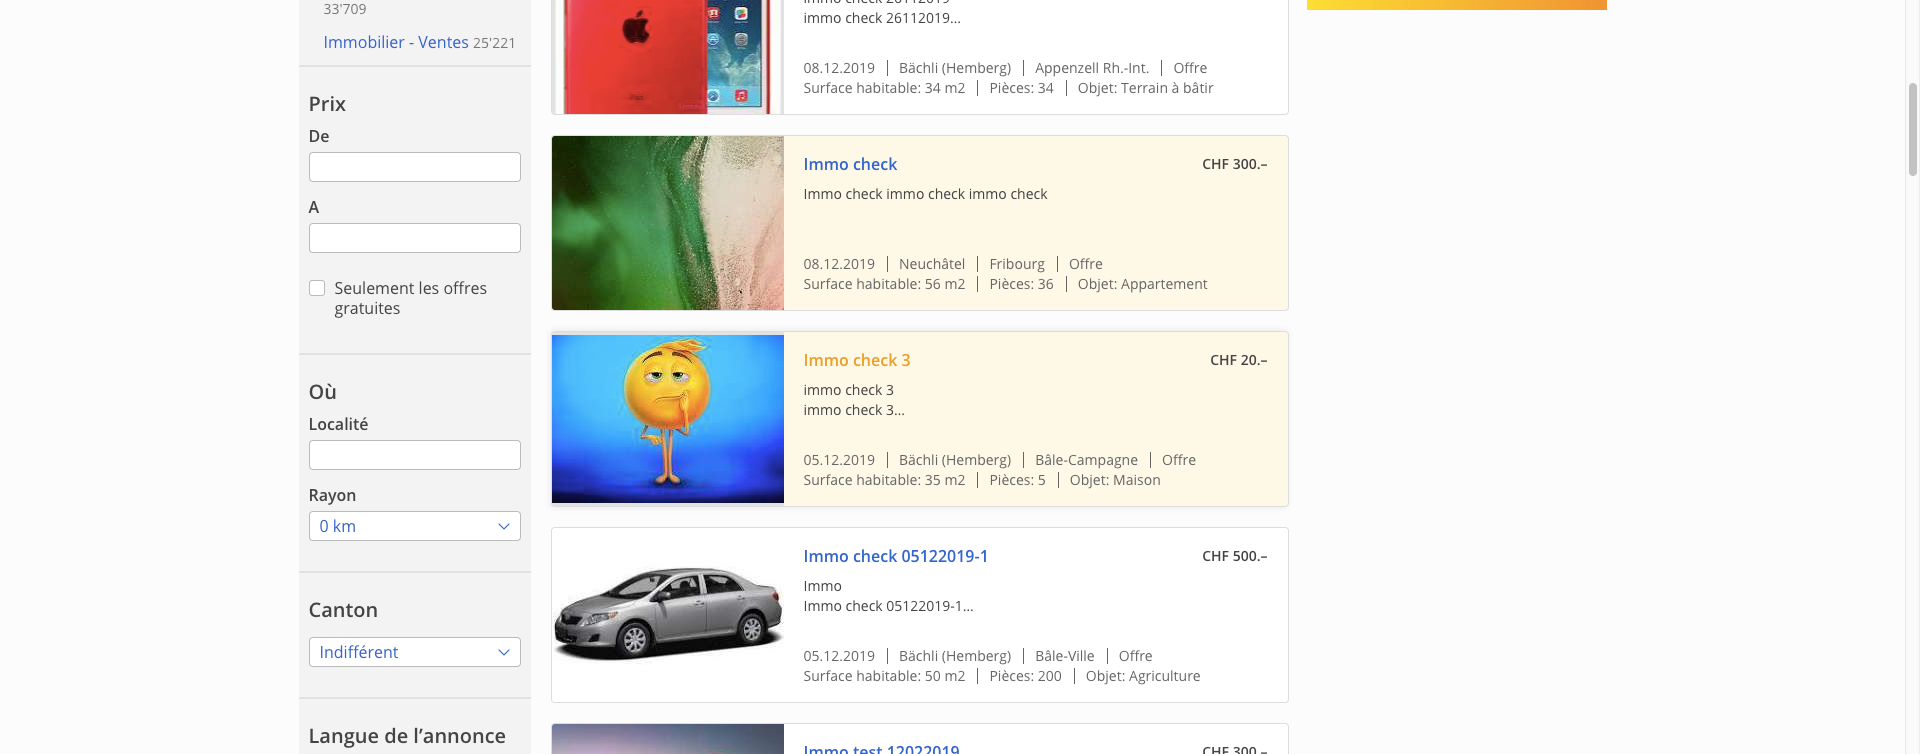 33'709
Immobilier - Ventes 25'221
Prix
De
A
Seulement les offres
gratuites
Où
Localité
Rayon
0 km
Canton
Indifférent
Langue de l’annonce
immo check 26112019
immo check 26112019...
08.12.2019 | Bächli (Hemberg) | Appenzell Rh.-Int. | Offre
Surface habitable: 34 m2 | Pièces: 34 | Objet: Terrain à bâtir
Immo check CHF 300.–
Immo check immo check immo check
08.12.2019 | Neuchâtel | Fribourg | Offre
Surface habitable: 56 m2 | Pièces: 36 | Objet: Appartement
Immo check 3 CHF 20.–
immo check 3
immo check 3...
05.12.2019 | Bächli (Hemberg) | Bâle-Campagne | Offre
Surface habitable: 35 m2 | Pièces: 5 | Objet: Maison
Immo check 05122019-1 CHF 500.–
Immo
Immo check 05122019-1...
05.12.2019 | Bächli (Hemberg) | Bâle-Ville | Offre
Surface habitable: 50 m2 | Pièces: 200 | Objet: Agriculture
Immo test 12022019 CHF 300.–